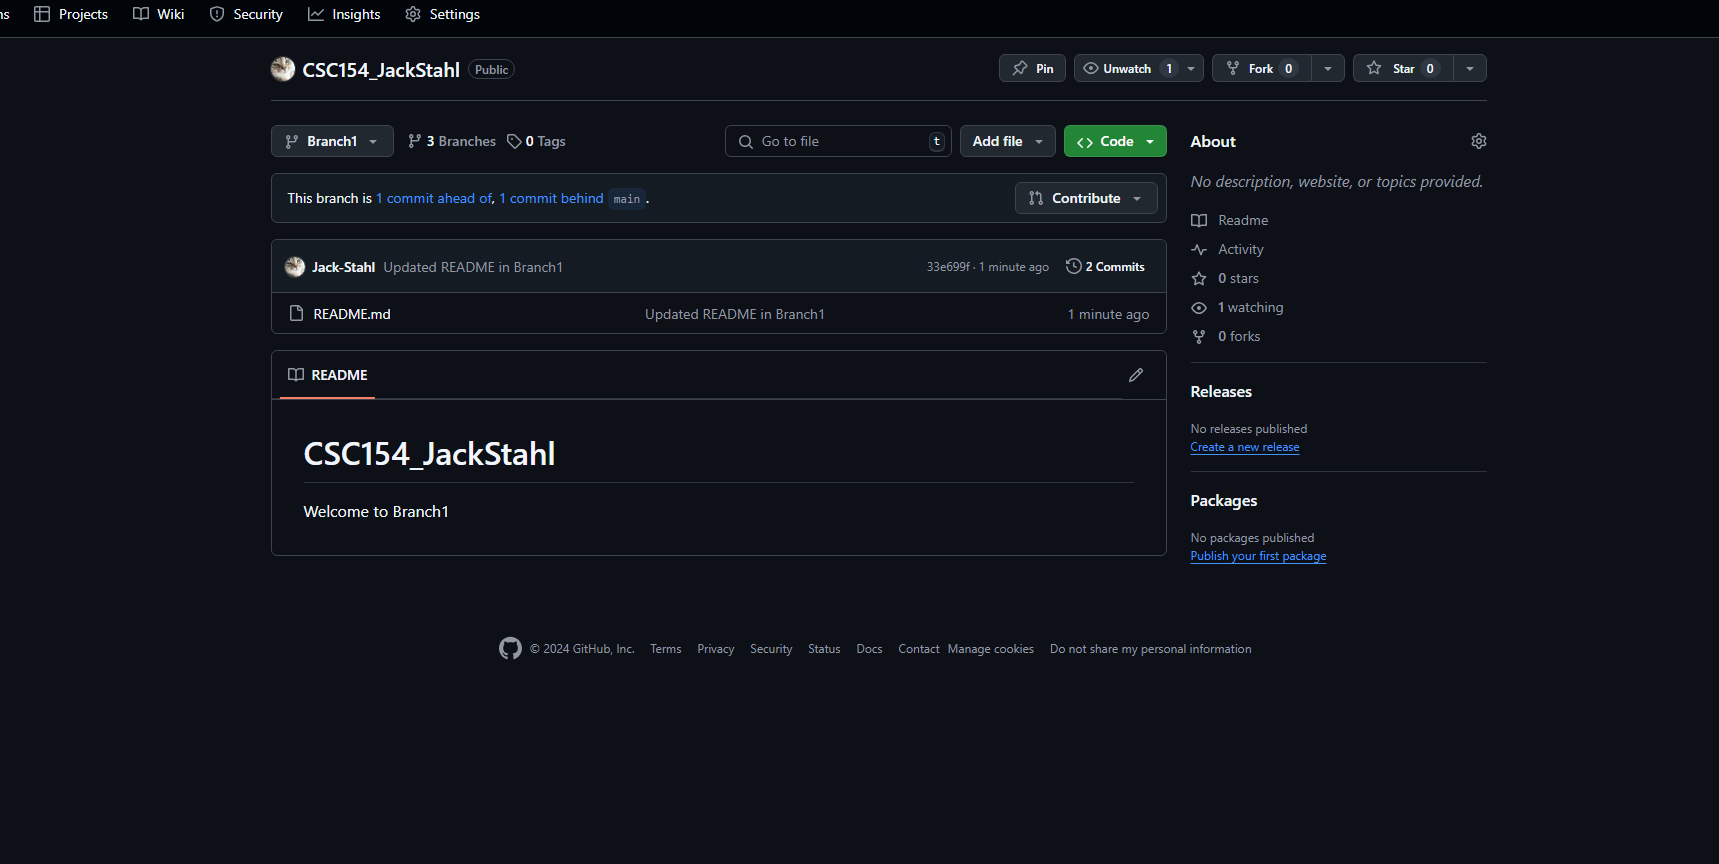 ns Projects Wiki Security Insights Settings
CSC154_JackStahl Public
Pin Unwatch 1 Fork 0 Star 0
Branch1 3 Branches 0 Tags
Go to file t Add file Code
This branch is 1 commit ahead of, 1 commit behind main .
Contribute
Jack-Stahl Updated README in Branch1 33e699f · 1 minute ago 2 Commits
README.md Updated README in Branch1 1 minute ago
README
CSC154_JackStahl
Welcome to Branch1
About
No description, website, or topics provided.
Readme
Activity
0 stars
1 watching
0 forks
Releases
No releases published
Create a new release
Packages
No packages published
Publish your first package
© 2024 GitHub, Inc. Terms Privacy Security Status Docs Contact Manage cookies Do not share my personal information